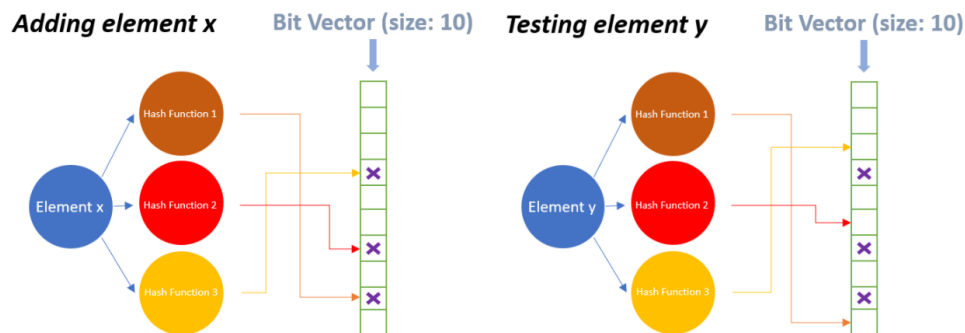 Adding element x
Bit Vector (size: 10)
Hash Function 1
Element x
Hash Function 2
Hash Function 3
Testing element y
Bit Vector (size: 10)
Hash Function 1
Element y
Hash Function 2
Hash Function 3